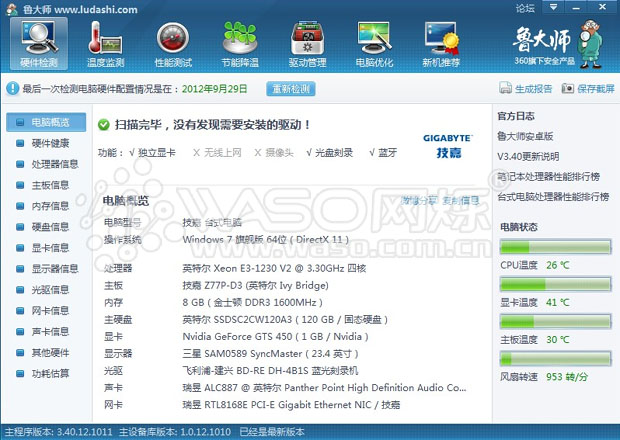 鲁大师 www.ludashi.com
论坛
硬件检测
温度监测
性能测试
节能降温
驱动管理
电脑优化
新机推荐
鲁大师
360旗下安全产品
最后一次检测电脑硬件配置情况是在：2012年9月29日
重新检测
生成报告
保存截屏
电脑概览
硬件健康
处理器信息
主板信息
内存信息
硬盘信息
显卡信息
显示器信息
光驱信息
网卡信息
声卡信息
其他硬件
功耗估算
扫描完毕，没有发现需要安装的驱动！
功能： √ 独立显卡 X 无线上网 X 摄像头 √ 光盘刻录 √ 蓝牙
GIGABYTE™
技嘉
电脑概览
微博分享 复制信息
电脑型号 技嘉 台式电脑
操作系统 Windows 7 旗舰版 64位 ( DirectX 11 )
处理器 英特尔 Xeon E3-1230 V2 @ 3.30GHz 四核
主板 技嘉 Z77P-D3 (英特尔 Ivy Bridge)
内存 8 GB ( 金士顿 DDR3 1600MHz )
主硬盘 英特尔 SSDSC2CW120A3 ( 120 GB / 固态硬盘 )
显卡 Nvidia GeForce GTS 450 ( 1 GB / Nvidia )
显示器 三星 SAM0589 SyncMaster ( 23.4 英寸 )
光驱 飞利浦-建兴 BD-RE DH-4B1S 蓝光刻录机
声卡 瑞昱 ALC887 @ 英特尔 Panther Point High Definition Audio Co...
网卡 瑞昱 RTL8168E PCI-E Gigabit Ethernet NIC / 技嘉
官方日志
鲁大师安卓版
V3.40更新说明
笔记本处理器性能排行榜
台式电脑处理器性能排行榜
电脑状态
CPU温度 26 ℃
显卡温度 41 ℃
主板温度 30 ℃
风扇转速 953 转/分
WASO网烁®
www.waso.com.cn
主程序版本: 3.40.12.1011 主设备库版本: 1.0.12.1010 已经是最新版本